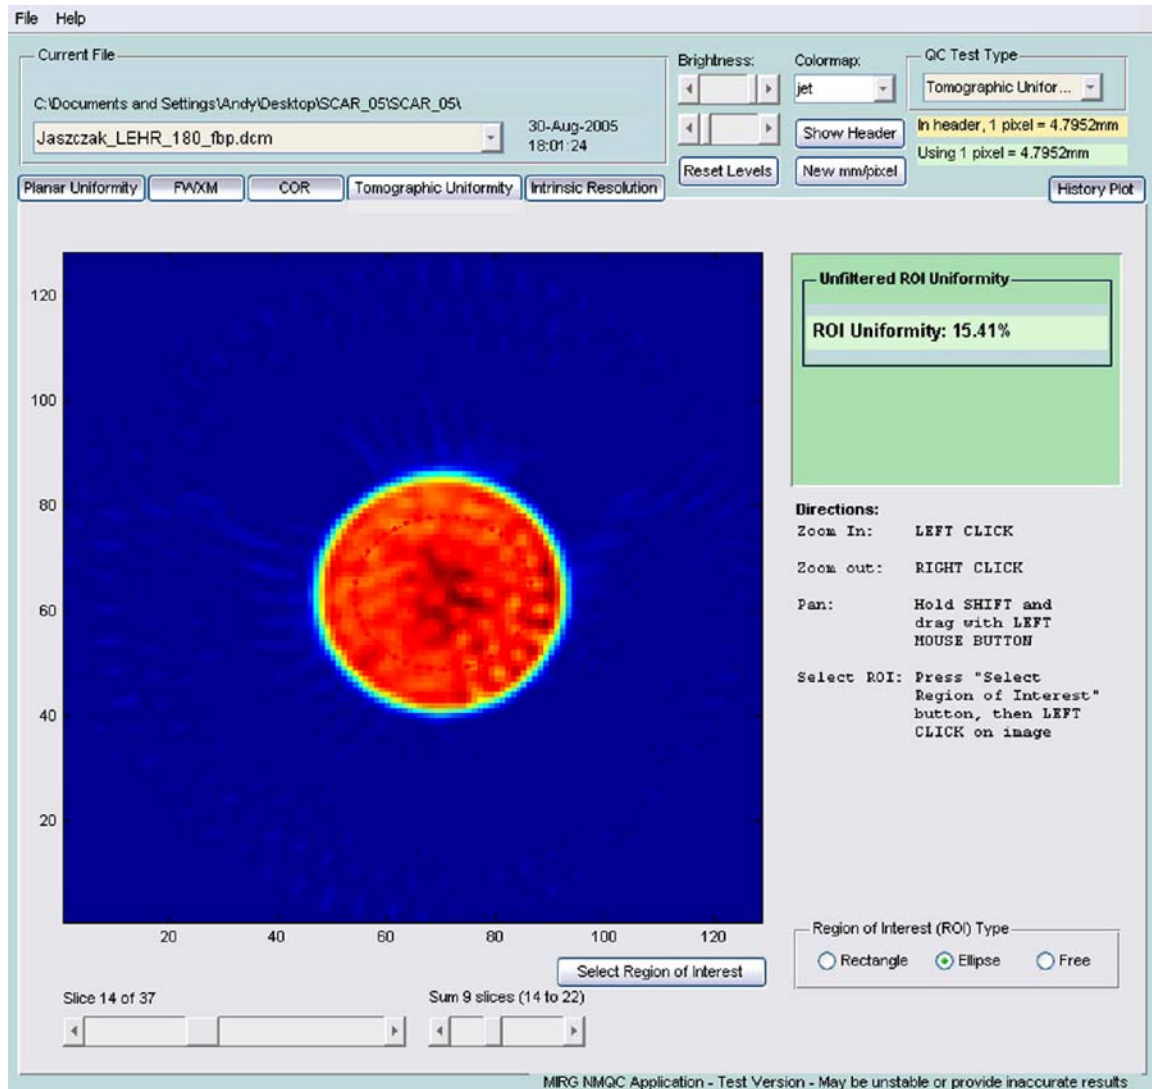 File Help
Current File
C:\Documents and Settings\Andy\Desktop\SCAR_05\SCAR_05\
Jaszczak_LEHR_180_fbp.dcm
30-Aug-2005
18:01:24
Brightness:
Reset Levels
Colormap:
jet
Show Header
New mm/pixel
QC Test Type
Tomographic Unifor...
In header, 1 pixel = 4.7952mm
Using 1 pixel = 4.7952mm
Planar Uniformity FWXM COR Tomographic Uniformity Intrinsic Resolution
History Plot
120
100
80
60
40
20
20 40 60 80 100 120
Unfiltered ROI Uniformity
ROI Uniformity: 15.41%
Directions:
Zoom In: LEFT CLICK
Zoom out: RIGHT CLICK
Pan: Hold SHIFT and
drag with LEFT
MOUSE BUTTON
Select ROI: Press "Select
Region of Interest"
button, then LEFT
CLICK on image
Region of Interest (ROI) Type
Rectangle Ellipse Free
Select Region of Interest
Slice 14 of 37
Sum 9 slices (14 to 22)
MIRG NMQC Application - Test Version - May be unstable or provide inaccurate results